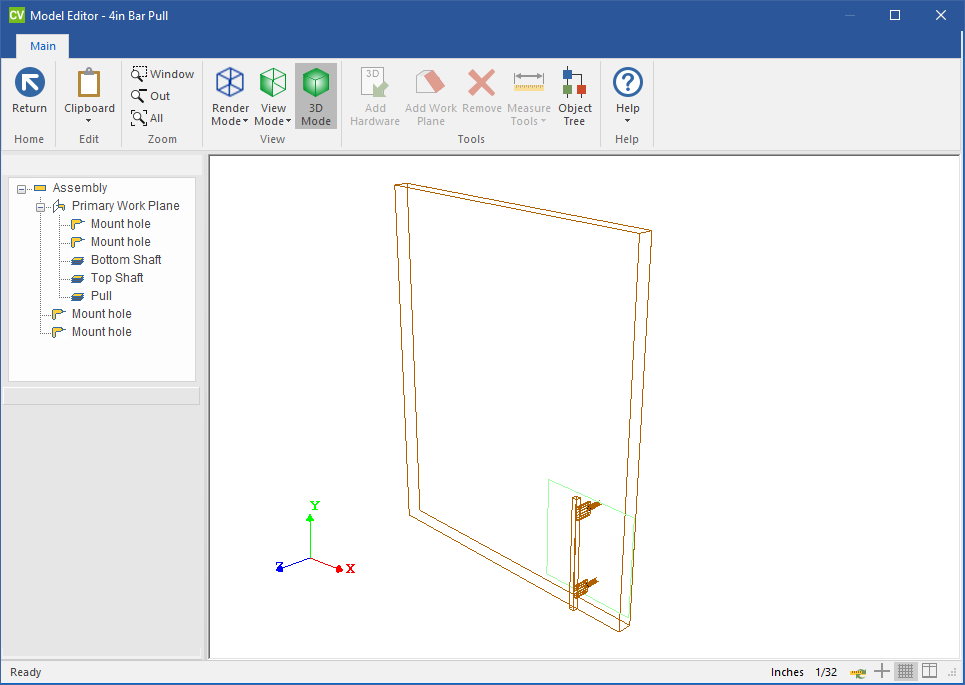 CV Model Editor - 4in Bar Pull
Main
Return
Clipboard
Window
Out
All
Render Mode
View Mode
3D Mode
3D
Add Hardware
Add Work Plane
Remove
Measure Tools
Object Tree
?
Help
Home
Edit
Zoom
View
Tools
Help
Assembly
Primary Work Plane
Mount hole
Mount hole
Bottom Shaft
Top Shaft
Pull
Mount hole
Mount hole
Y
Z
X
Ready
Inches 1/32